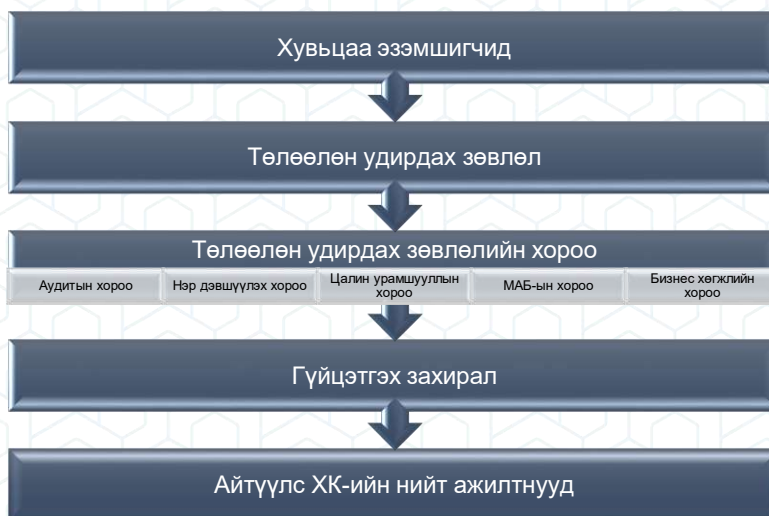 Хувьцаа эзэмшигчид
Төлөөлөн удирдах зөвлөл
Төлөөлөн удирдах зөвлөлийн хороо
Аудитын хороо
Нэр дэвшүүлэх хороо
Цалин урамшууллын
хороо
МАБ-ын хороо
Бизнес хөгжлийн
хороо
Гүйцэтгэх захирал
Айтүүлс ХК-ийн нийт ажилтнууд